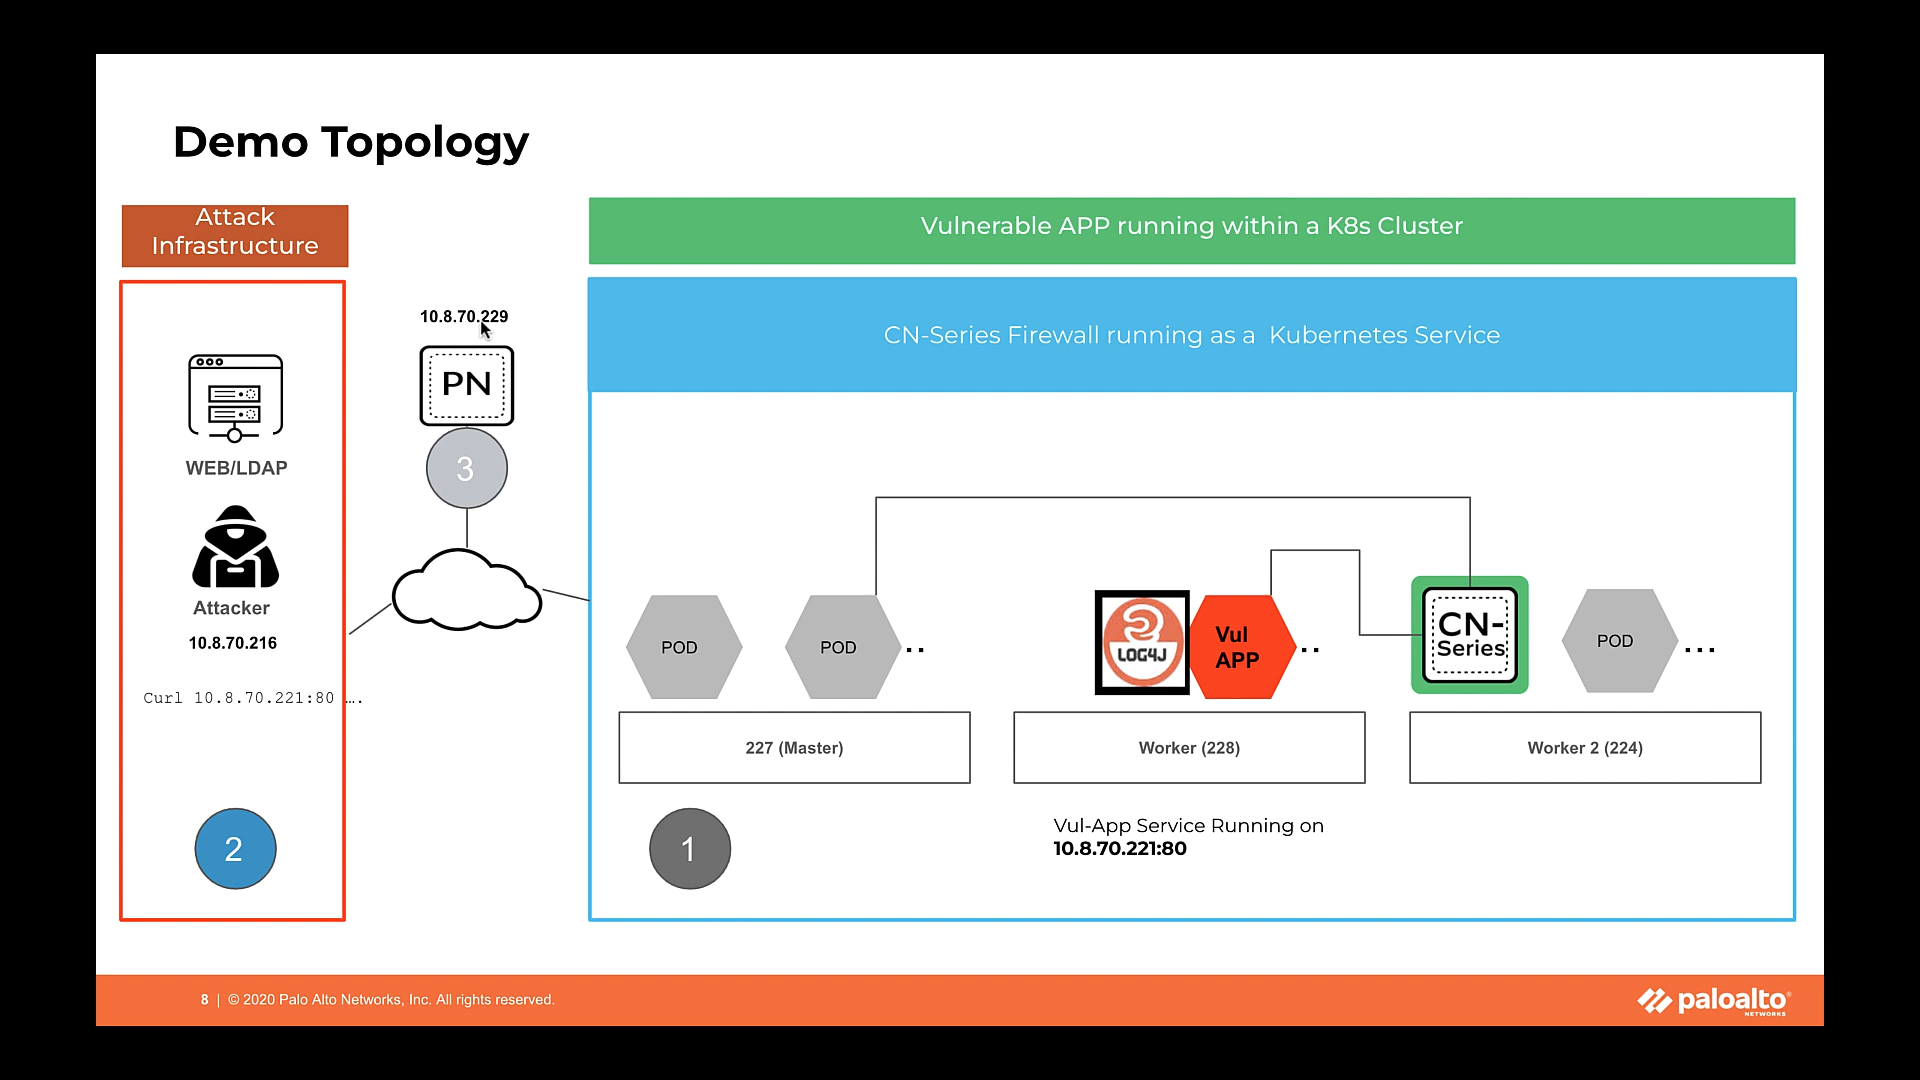 Demo Topology
Attack
Infrastructure
Vulnerable APP running within a K8s Cluster
10.8.70.229
CN-Series Firewall running as a Kubernetes Service
PN
WEB/LDAP
3
Attacker
10.8.70.216
Curl 10.8.70.221:80 ….
POD
POD
..
LOG4J
Vul
APP
..
CN-
Series
POD
...
227 (Master)
Worker (228)
Worker 2 (224)
2
1
Vul-App Service Running on
10.8.70.221:80
8 | © 2020 Palo Alto Networks, Inc. All rights reserved.
paloalto®
NETWORKS